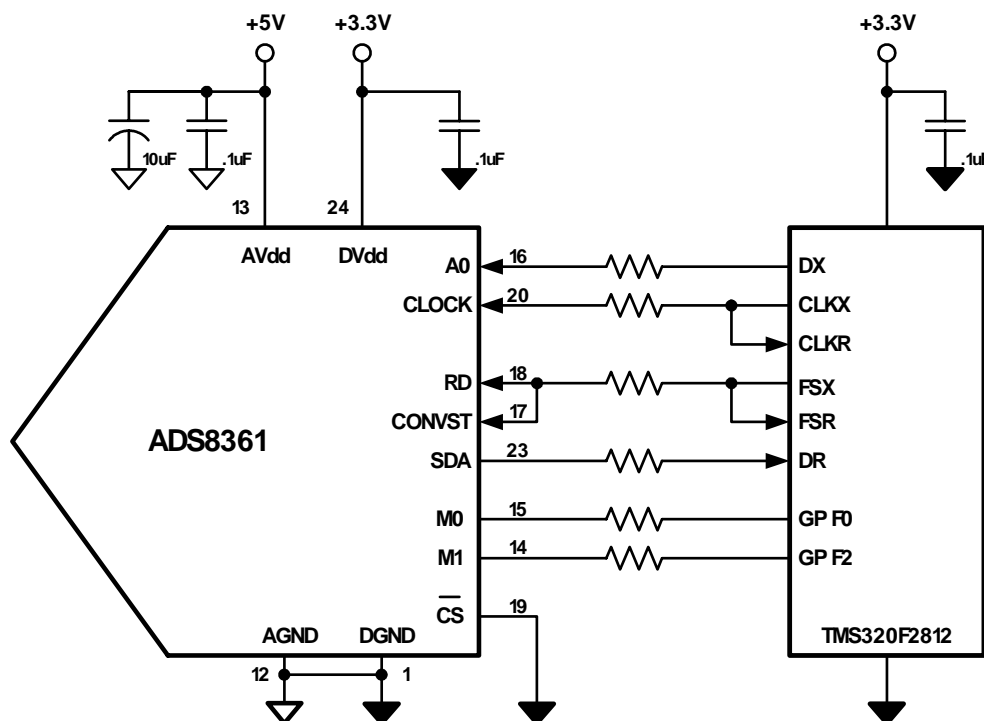 +5V +3.3V +3.3V
10uF .1uF .1uF .1uF
13 24
AVdd DVdd
A0 16 DX
CLOCK 20 CLKX
CLKR
RD 18 FSX
CONVST 17 FSR
ADS8361
SDA 23 DR
M0 15 GP F0
M1 14 GP F2
CS 19
AGND DGND TMS320F2812
12 1